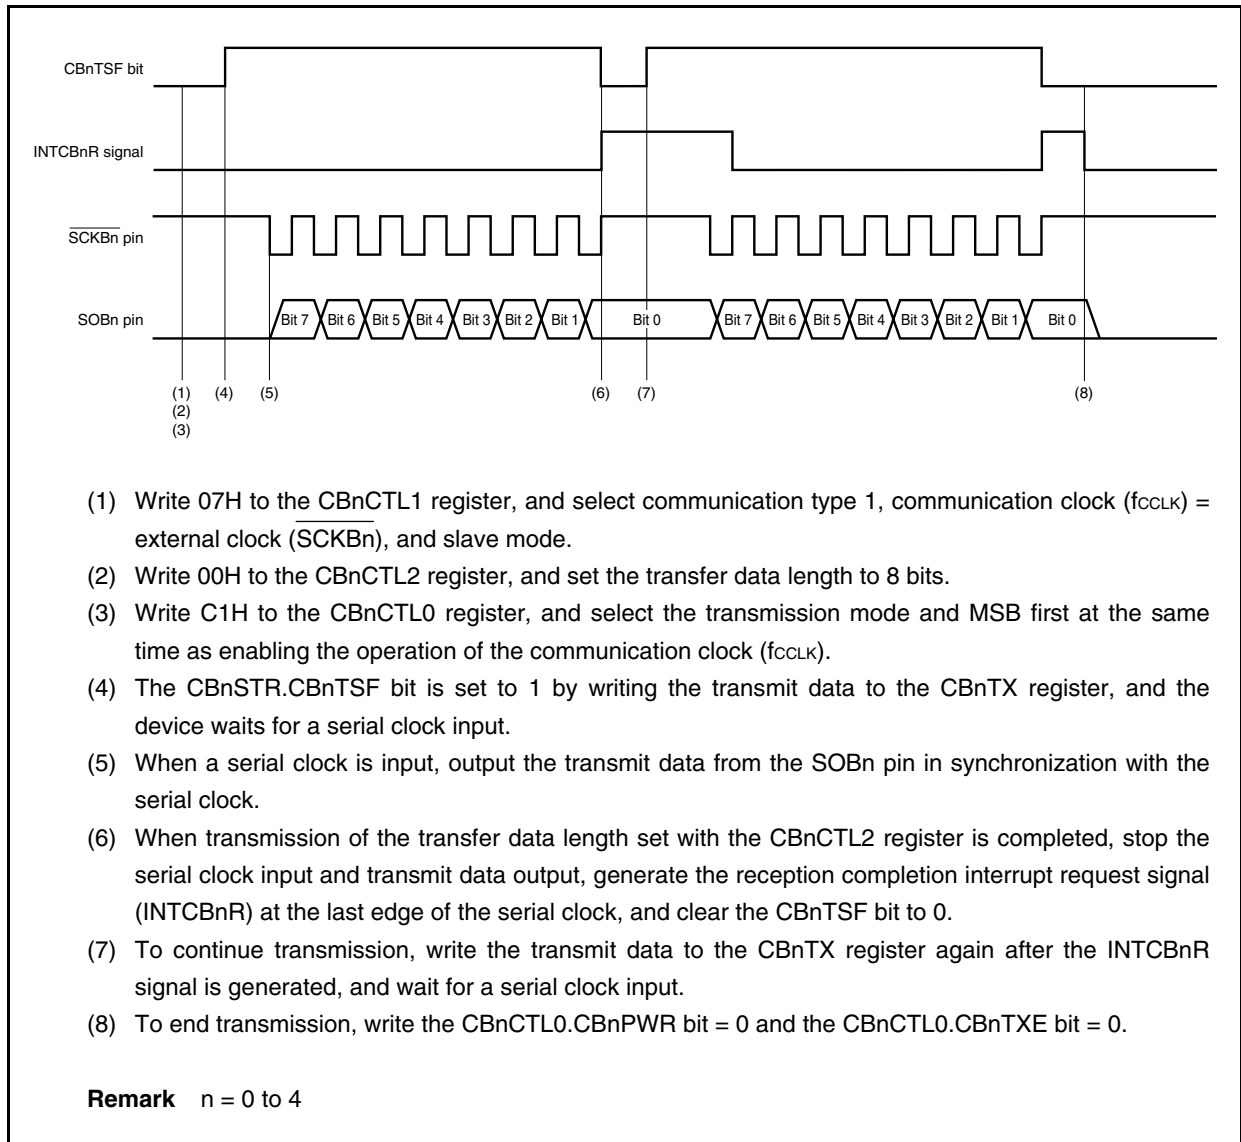 CBnTSF bit
INTCBnR signal
SCKBn pin
SOBn pin
Bit 7 Bit 6 Bit 5 Bit 4 Bit 3 Bit 2 Bit 1 Bit 0 Bit 7 Bit 6 Bit 5 Bit 4 Bit 3 Bit 2 Bit 1 Bit 0
(1) (4) (5) (6) (7) (8)
(2)
(3)
(1) Write 07H to the CBnCTL1 register, and select communication type 1, communication clock (fCCLK) =
external clock (SCKBn), and slave mode.
(2) Write 00H to the CBnCTL2 register, and set the transfer data length to 8 bits.
(3) Write C1H to the CBnCTL0 register, and select the transmission mode and MSB first at the same
time as enabling the operation of the communication clock (fCCLK).
(4) The CBnSTR.CBnTSF bit is set to 1 by writing the transmit data to the CBnTX register, and the
device waits for a serial clock input.
(5) When a serial clock is input, output the transmit data from the SOBn pin in synchronization with the
serial clock.
(6) When transmission of the transfer data length set with the CBnCTL2 register is completed, stop the
serial clock input and transmit data output, generate the reception completion interrupt request signal
(INTCBnR) at the last edge of the serial clock, and clear the CBnTSF bit to 0.
(7) To continue transmission, write the transmit data to the CBnTX register again after the INTCBnR
signal is generated, and wait for a serial clock input.
(8) To end transmission, write the CBnCTL0.CBnPWR bit = 0 and the CBnCTL0.CBnTXE bit = 0.
Remark n = 0 to 4